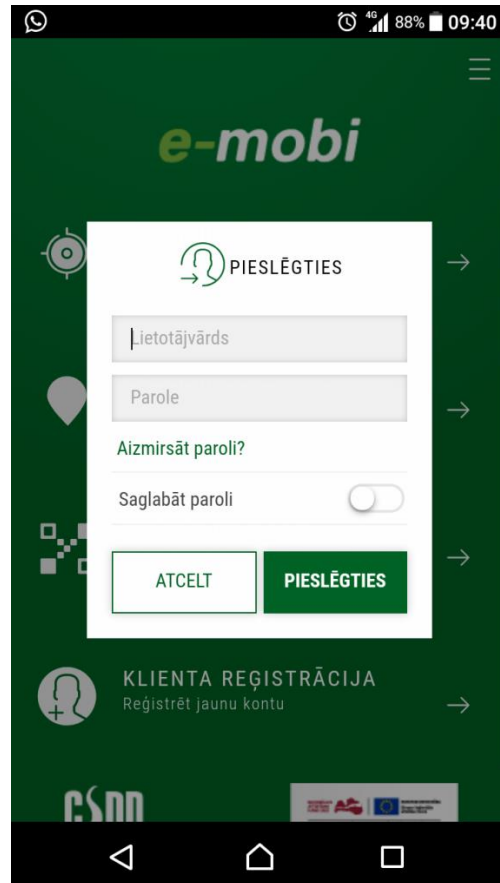 4G 88% 09:40
e-mobi
PIESLĒGTIES
Lietotājvārds
Parole
Aizmirsāt paroli?
Saglabāt paroli
ATCELT PIESLĒGTIES
KLIENTA REĢISTRĀCIJA
Reģistrēt jaunu kontu
CSDD